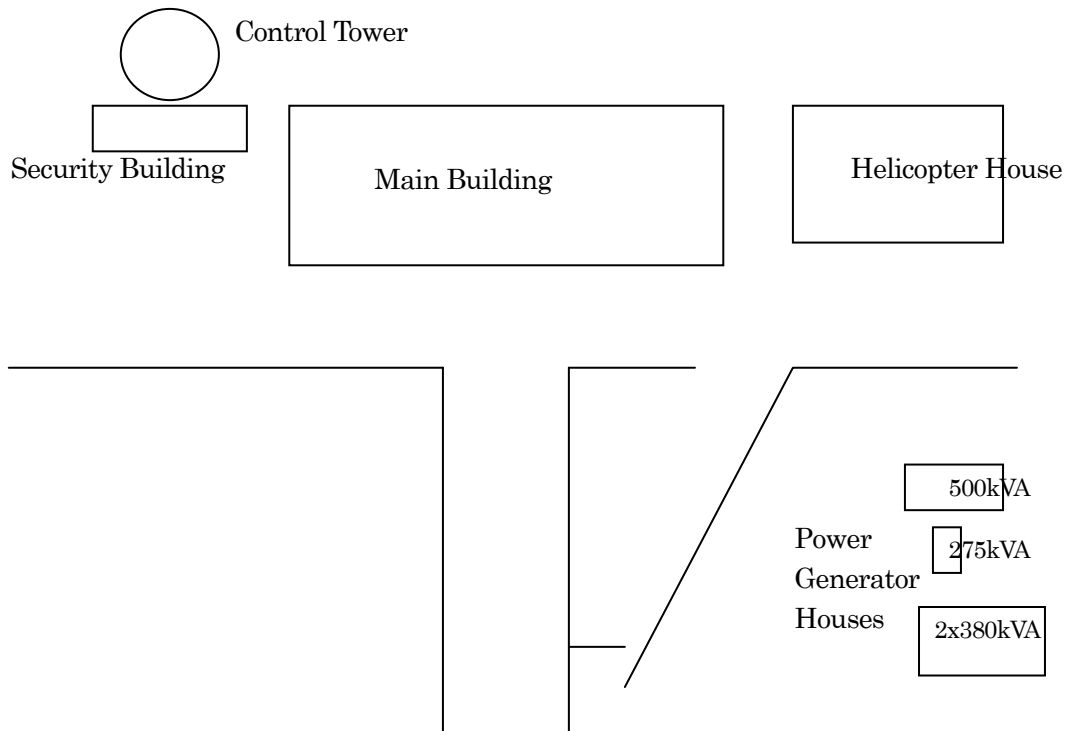 Control Tower
Security Building
Main Building
Helicopter House
500kVA
275kVA
Power
Generator
Houses
2x380kVA